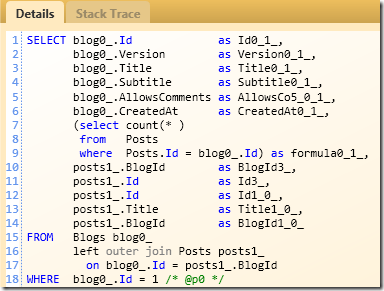 Details Stack Trace
1 SELECT blog0_.Id as Id0_1_,
2 blog0_.Version as Version0_1_,
3 blog0_.Title as Title0_1_,
4 blog0_.Subtitle as Subtitle0_1_,
5 blog0_.AllowsComments as AllowsCo5_0_1_,
6 blog0_.CreatedAt as CreatedAt0_1_,
7 (select count(* )
8 from Posts
9 where Posts.Id = blog0_.Id) as formula0_1_,
10 posts1_.BlogId as BlogId3_,
11 posts1_.Id as Id3_,
12 posts1_.Id as Id1_0_,
13 posts1_.Title as Title1_0_,
14 posts1_.BlogId as BlogId1_0_
15 FROM Blogs blog0_
16 left outer join Posts posts1_
17 on blog0_.Id = posts1_.BlogId
18 WHERE blog0_.Id = 1 /* @p0 */